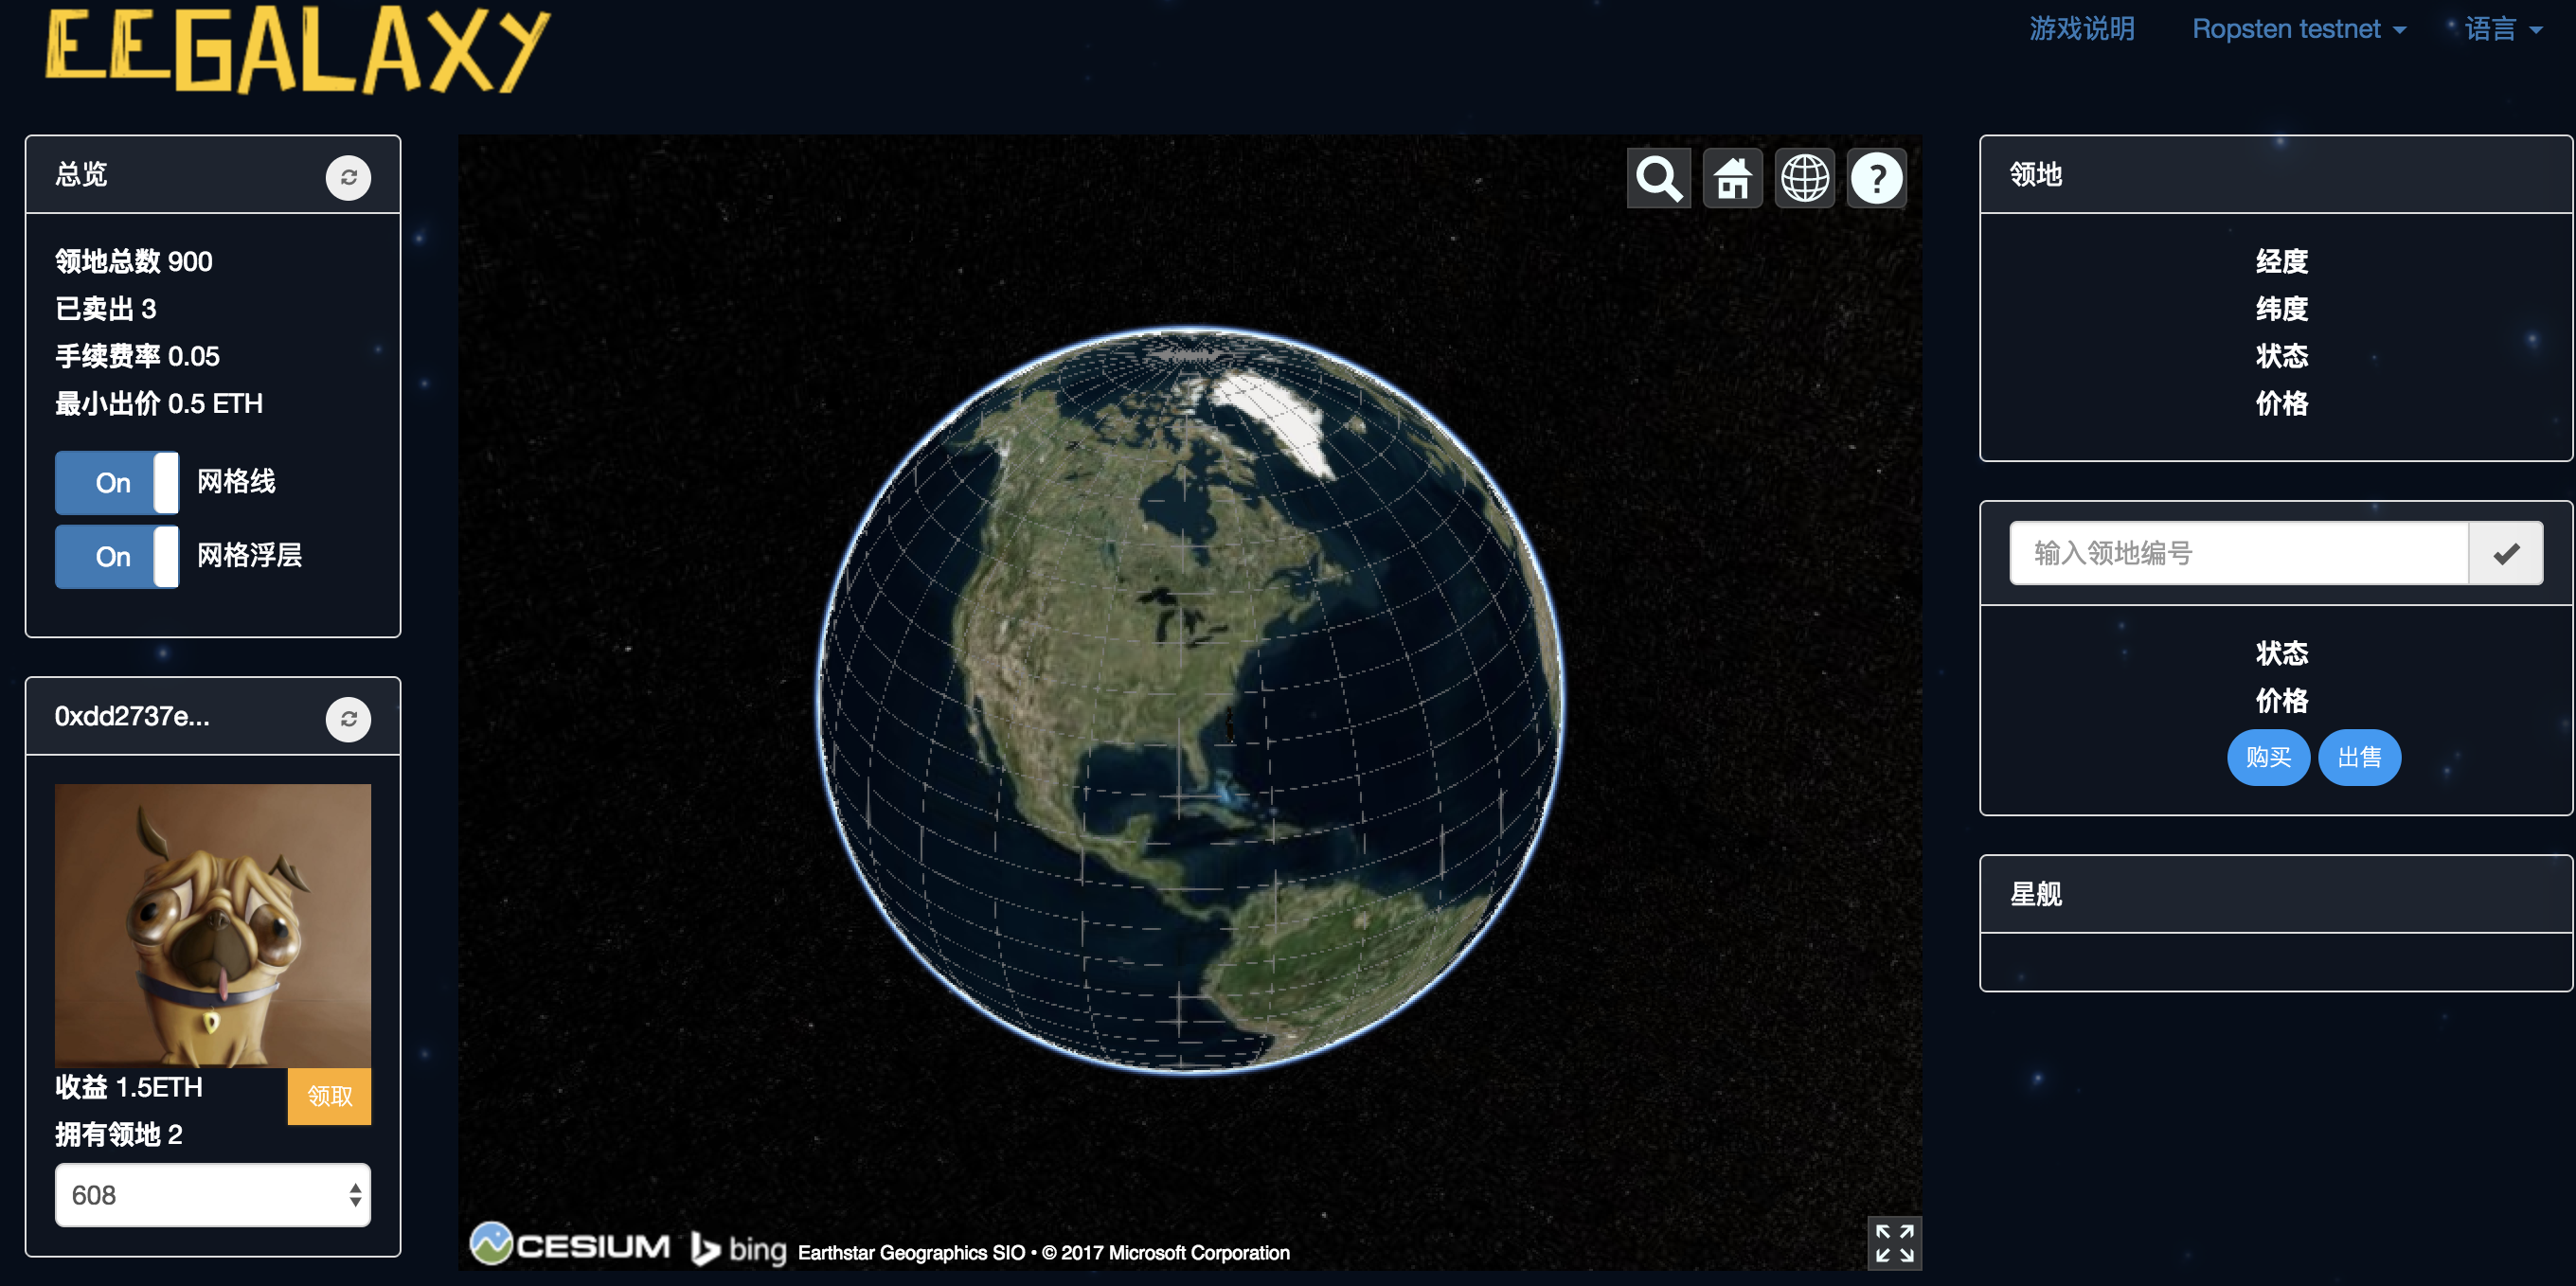 EEGALAXY
游戏说明 Ropsten testnet 语言
总览
领地总数 900
已卖出 3
手续费率 0.05
最小出价 0.5 ETH
On 网格线
On 网格浮层
0xdd2737e...
收益 1.5ETH
领取
拥有领地 2
608
?
CESIUM bing Earthstar Geographics SIO • © 2017 Microsoft Corporation
领地
经度
纬度
状态
价格
输入领地编号
状态
价格
购买 出售
星舰